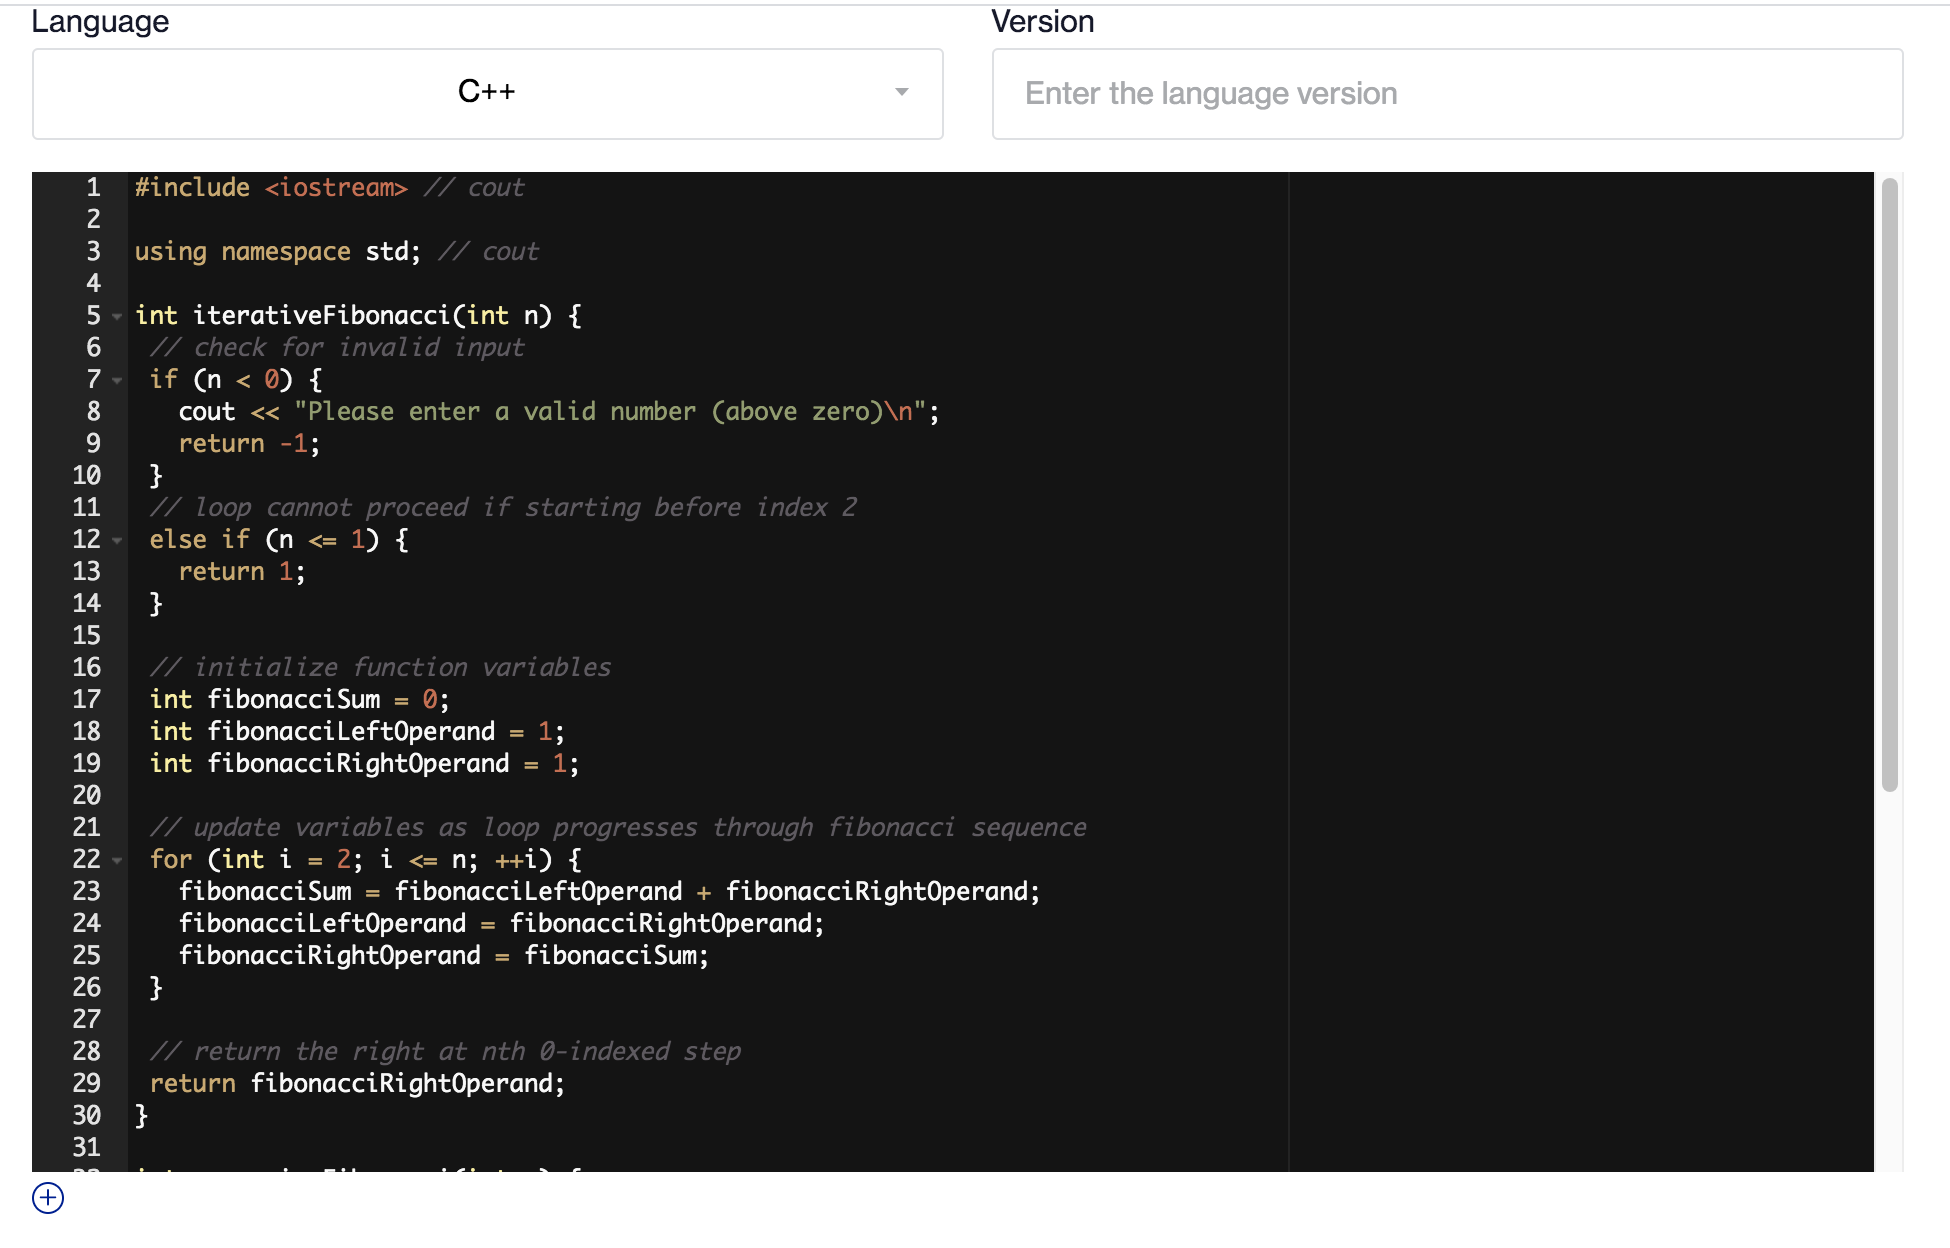 Language
Version
C++
Enter the language version
1 #include <iostream> // cout
2
3 using namespace std; // cout
4
5 int iterativeFibonacci(int n) {
6  // check for invalid input
7  if (n < 0) {
8    cout << "Please enter a valid number (above zero)\n";
9    return -1;
10  }
11  // loop cannot proceed if starting before index 2
12  else if (n <= 1) {
13    return 1;
14  }
15
16  // initialize function variables
17  int fibonacciSum = 0;
18  int fibonacciLeftOperand = 1;
19  int fibonacciRightOperand = 1;
20
21  // update variables as loop progresses through fibonacci sequence
22  for (int i = 2; i <= n; ++i) {
23    fibonacciSum = fibonacciLeftOperand + fibonacciRightOperand;
24    fibonacciLeftOperand = fibonacciRightOperand;
25    fibonacciRightOperand = fibonacciSum;
26  }
27
28  // return the right at nth 0-indexed step
29  return fibonacciRightOperand;
30 }
31